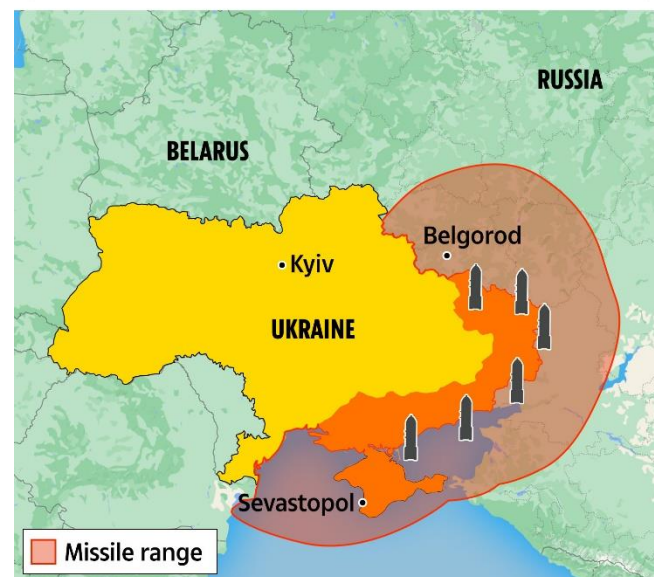 RUSSIA
BELARUS
Belgorod
Kyiv
UKRAINE
Sevastopol
Missile range